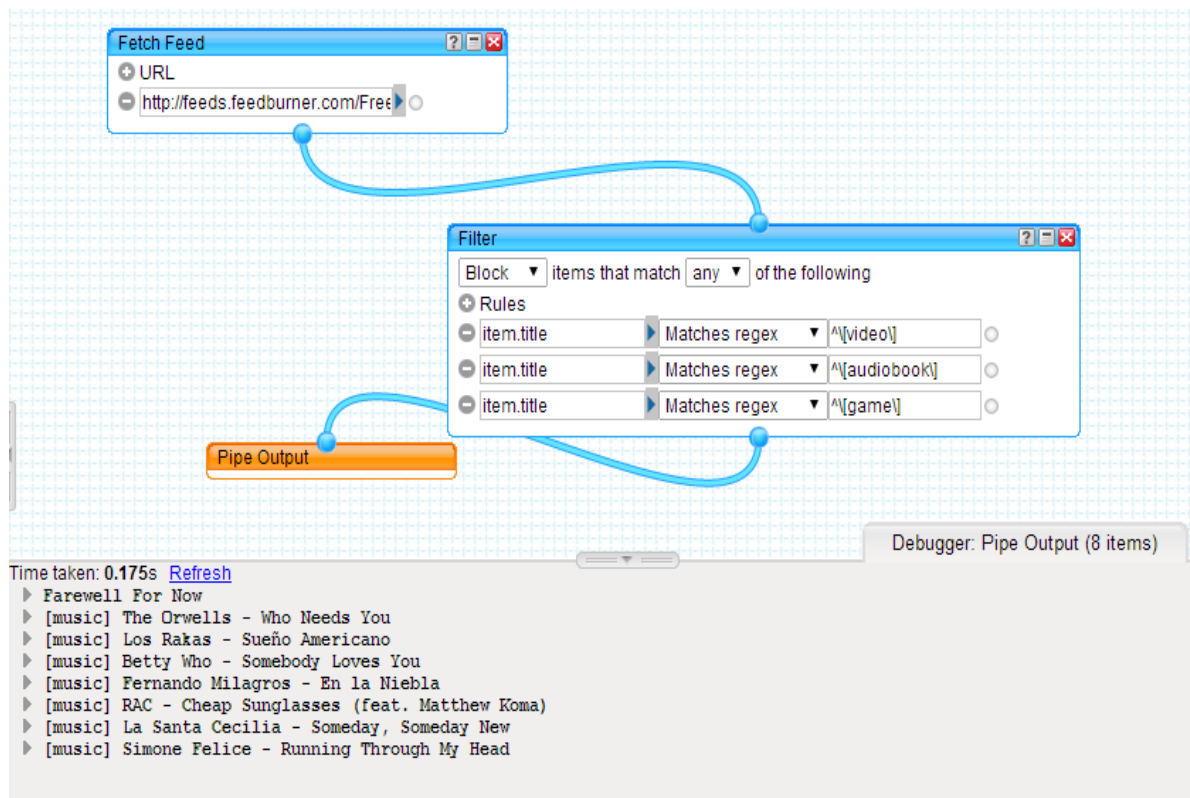 Fetch Feed
URL
http://feeds.feedburner.com/Free
Filter
Block items that match any of the following
Rules
item.title Matches regex ^\[video\]
item.title Matches regex ^\[audiobook\]
item.title Matches regex ^\[game\]
Pipe Output
Debugger: Pipe Output (8 items)
Time taken: 0.175s Refresh
Farewell For Now
[music] The Orwells - Who Needs You
[music] Los Rakas - Sueño Americano
[music] Betty Who - Somebody Loves You
[music] Fernando Milagros - En la Niebla
[music] RAC - Cheap Sunglasses (feat. Matthew Koma)
[music] La Santa Cecilia - Someday, Someday New
[music] Simone Felice - Running Through My Head